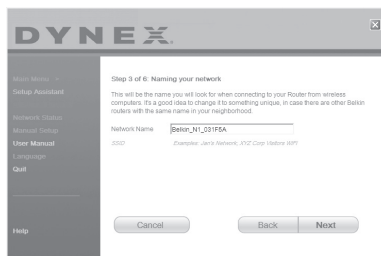 DYNEX
Main Menu
Setup Assistant
Network Status
Manual Setup
User Manual
Language
Quit
Help
Step 3 of 6: Naming your network
This will be the name you will look for when connecting to your Router from wireless
computers. It's a good idea to change it to something unique, in case there are other Belkin
routers with the same name in your neighborhood.
Network Name Belkin_N1_031F5A
SSID Examples: Jan's Network; XYZ Corp Visitors WIFI
Cancel
Back
Next